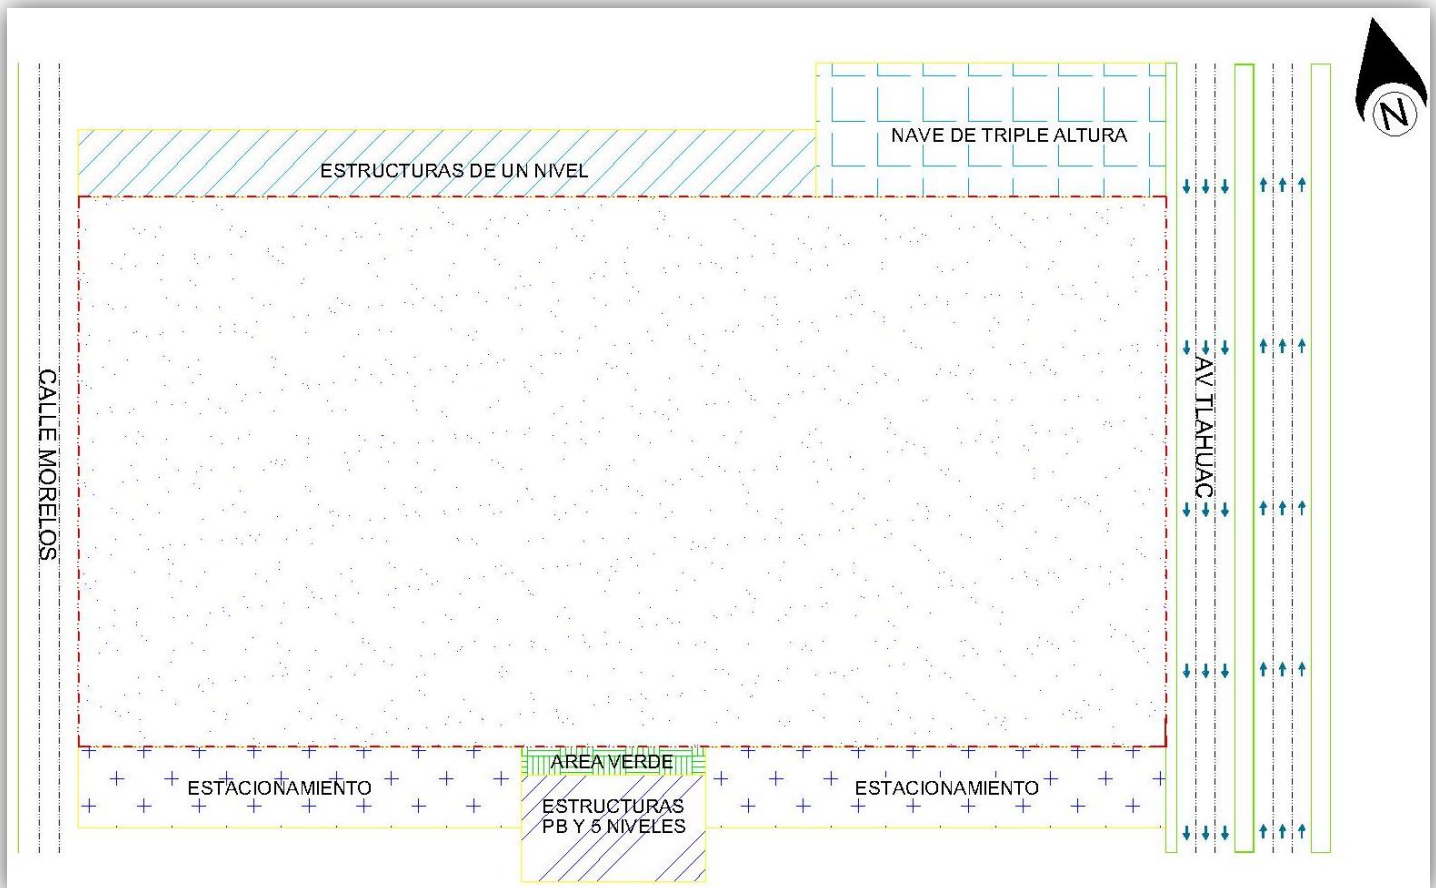 N
NAVE DE TRIPLE ALTURA
ESTRUCTURAS DE UN NIVEL
CALLE MORELOS
AV TLAHUAC
AREA VERDE
ESTACIONAMIENTO
ESTRUCTURAS
PB Y 5 NIVELES
ESTACIONAMIENTO